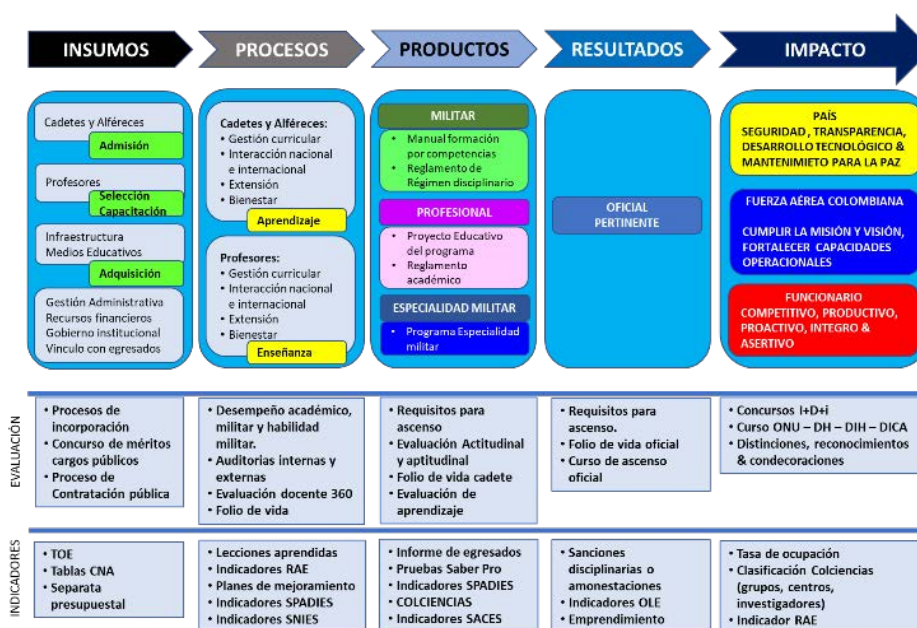 INSUMOS
PROCESOS
PRODUCTOS
RESULTADOS
IMPACTO
Cadetes y Alféreces
Admisión
Profesores
Selección
Capacitación
Infraestructura
Medios Educativos
Adquisición
Gestión Administrativa
Recursos financieros
Gobierno institucional
Vinculo con egresados
Cadetes y Alféreces:
• Gestión curricular
• Interacción nacional
e internacional
• Extensión
• Bienestar
Aprendizaje
Profesores:
• Gestión curricular
• Interacción nacional
e internacional
• Extensión
• Bienestar
Enseñanza
MILITAR
• Manual formación
por competencias
• Reglamento de
Régimen disciplinario
PROFESIONAL
• Proyecto Educativo
del programa
• Reglamento
académico
ESPECIALIDAD MILITAR
• Programa Especialidad
militar
OFICIAL
PERTINENTE
PAÍS
SEGURIDAD, TRANSPARENCIA,
DESARROLLO TECNOLÓGICO &
MANTENIMIETO PARA LA PAZ
FUERZA AÉREA COLOMBIANA
CUMPLIR LA MISIÓN Y VISIÓN,
FORTALECER CAPACIDADES
OPERACIONALES
FUNCIONARIO
COMPETITIVO, PRODUCTIVO,
PROACTIVO, INTEGRO &
ASERTIVO
EVALUACIÓN
• Procesos de
incorporación
• Concurso de méritos
cargos públicos
• Proceso de
Contratación pública
• Desempeño académico,
militar y habilidad
militar.
• Auditorias internas y
externas
• Evaluación docente 360
• Folio de vida
• Requisitos para
ascenso
• Evaluación Actitudinal
y aptitudinal
• Folio de vida cadete
• Evaluación de
aprendizaje
• Requisitos para
ascenso.
• Folio de vida oficial
• Curso de ascenso
oficial
• Concursos I+D+i
• Curso ONU – DH – DIH – DICA
• Distinciones, reconocimientos
& condecoraciones
INDICADORES
• TOE
• Tablas CNA
• Separata
presupuestal
• Lecciones aprendidas
• Indicadores RAE
• Planes de mejoramiento
• Indicadores SPADIES
• Indicadores SNIES
• Informe de egresados
• Pruebas Saber Pro
• Indicadores SPADIES
• COLCIENCIAS
• Indicadores SACES
• Sanciones
disciplinarias o
amonestaciones
• Indicadores OLE
• Emprendimiento
• Tasa de ocupación
• Clasificación Colciencias
(grupos, centros,
investigadores)
• Indicador RAE